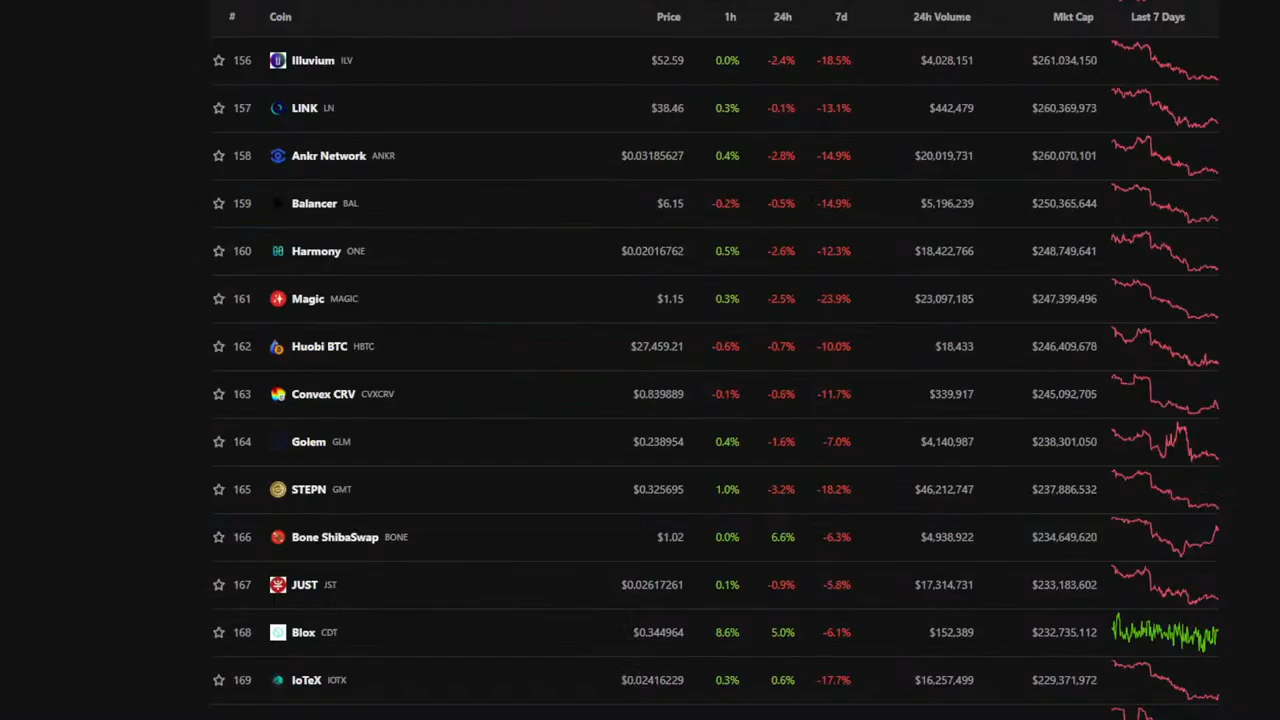 # Coin Price 1h 24h 7d 24h Volume Mkt Cap Last 7 Days
156 Illuvium ILV $52.59 0.0% -2.4% -18.5% $4,028,151 $261,034,150
157 LINK LN $38.46 0.3% -0.1% -13.1% $442,479 $260,369,973
158 Ankr Network ANKR $0.03185627 0.4% -2.8% -14.9% $20,019,731 $260,070,101
159 Balancer BAL $6.15 -0.2% -0.5% -14.9% $5,196,239 $250,365,644
160 Harmony ONE $0.02016762 0.5% -2.6% -12.3% $18,422,766 $248,749,641
161 Magic MAGIC $1.15 0.3% -2.5% -23.9% $23,097,185 $247,399,496
162 Huobi BTC HBTC $27,459.21 -0.6% -0.7% -10.0% $18,433 $246,409,678
163 Convex CRV CVXCRV $0.839889 -0.1% -0.6% -11.7% $339,917 $245,092,705
164 Golem GLM $0.238954 0.4% -1.6% -7.0% $4,140,987 $238,301,050
165 STEPN GMT $0.325695 1.0% -3.2% -18.2% $46,212,747 $237,886,532
166 Bone ShibaSwap BONE $1.02 0.0% 6.6% -6.3% $4,938,922 $234,649,620
167 JUST JST $0.02617261 0.1% -0.9% -5.8% $17,314,731 $233,183,602
168 Blox CDT $0.344964 8.6% 5.0% -6.1% $152,389 $232,735,112
169 IoTeX IOTX $0.02416229 0.3% 0.6% -17.7% $16,257,499 $229,371,972